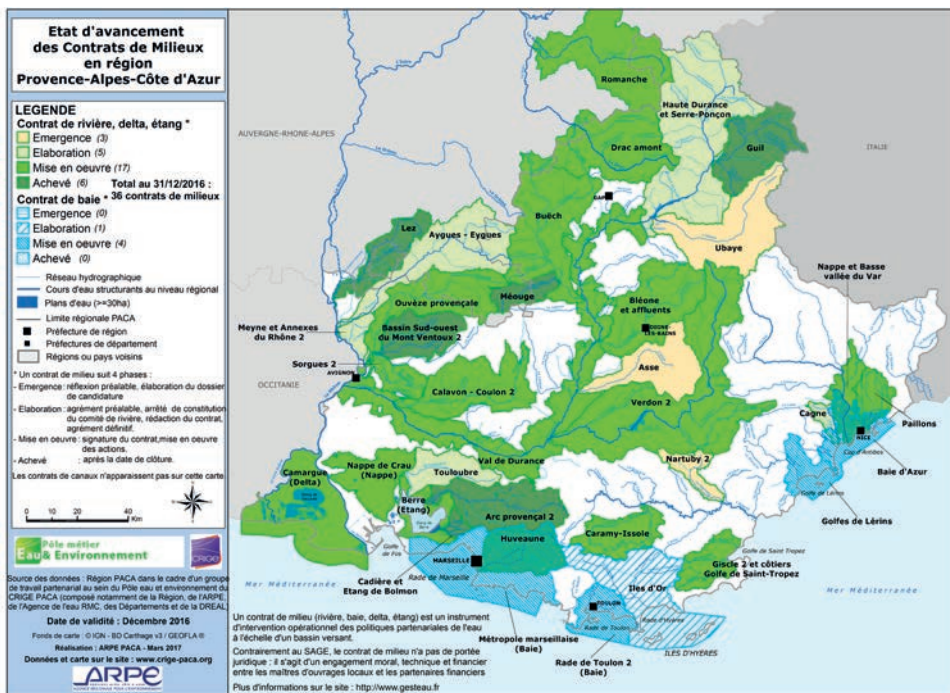 Etat d'avancement
des Contrats de Milieux
en région
Provence-Alpes-Côte d'Azur
LEGENDE
Contrat de rivière, delta, étang *
Emergence (3)
Elaboration (5)
Mise en oeuvre (17)
Achevé (6)
Total au 31/12/2016 :
36 contrats de milieux
Contrat de baie *
Emergence (0)
Elaboration (1)
Mise en oeuvre (4)
Achevé (0)
Réseau hydrographique
Cours d'eau structurants au niveau régional
Plans d'eau (>=30ha)
Limite régionale PACA
Préfecture de région
Préfectures de département
Régions ou pays voisins
* Un contrat de milieu suit 4 phases :
- Emergence : réflexion préalable, élaboration du dossier
de candidature
- Elaboration : agrément préalable, arrêté de constitution
du comité de rivière, rédaction du contrat,
agrément définitif.
- Mise en oeuvre : signature du contrat,mise en oeuvre
des actions.
- Achevé : après la date de clôture.
Les contrats de canaux n'apparaissent pas sur cette carte
0 10 20 40
Km
Pôle métier
Eau & Environnement
CRIGE
Source des données : Région PACA dans le cadre d'un groupe
de travail partenarial au sein du Pôle eau et environnement du
CRIGE PACA (composé notamment de la Région, de l'ARPE,
de l'Agence de l'eau RMC, des Départements et de la DREAL)
Date de validité : Décembre 2016
Fonds de carte : © IGN - BD Carthage v3 / GEOFLA ®
Réalisation : ARPE PACA - Mars 2017
Données et carte sur le site : www.crige-paca.org
ARPE
AUVERGNE-RHONE-ALPES
ITALIE
OCCITANIE
Romanche
Haute Durance
et Serre-Ponçon
Drac amont
Guil
GAP
Buëch
Lez
Aygues - Eygues
Ubaye
Nappe et Basse
vallée du Var
Ouvèze provençale
Méouge
Bléone
et affluents
DIGNE-
LES-BAINS
Meyne et Annexes
du Rhône 2
Bassin Sud-ouest
du Mont Ventoux 2
Sorgues 2
AVIGNON
Asse
Calavon - Coulon 2
Verdon 2
Cagne
Paillons
NICE
Cap d'Antibes
Baie d'Azur
Golfe de Lérins
Golfes de Lérins
Val de Durance
Nartuby 2
Camargue
(Delta)
Nappe de Crau
(Nappe)
Touloubre
Berre
(Etang)
Arc provençal 2
Huveaune
Caramy-Issole
Golfe de Saint Tropez
Giscle 2 et côtiers
Golfe de Saint-Tropez
Golfe de
Fos
MARSEILLE
Rade de Marseille
Cadière et
Etang de Bolmon
Iles d'Or
TOULON
Rade de Toulon
Rade d'Hyères
ILES D'HYERES
Mer Méditerranée
Mer Méditerranée
Métropole marseillaise
(Baie)
Rade de Toulon 2
(Baie)
Un contrat de milieu (rivière, baie, delta, étang) est un instrument
d'intervention opérationnel des politiques partenariales de l'eau
à l'échelle d'un bassin versant.
Contrairement au SAGE, le contrat de milieu n'a pas de portée
juridique : il s'agit d'un engagement moral, technique et financier
entre les maîtres d'ouvrages locaux et les partenaires financiers
Plus d'informations sur le site : http://www.gesteau.fr